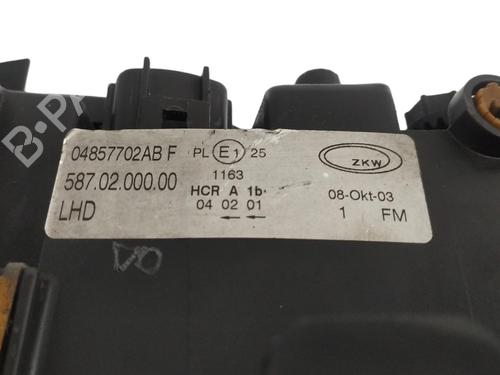 04857702AB F
587.02.000.00
LHD
PL E1 25
1163
HCR A 1b
04 02 01
←←
ZKW
08-Okt-03
1 FM
B-PA